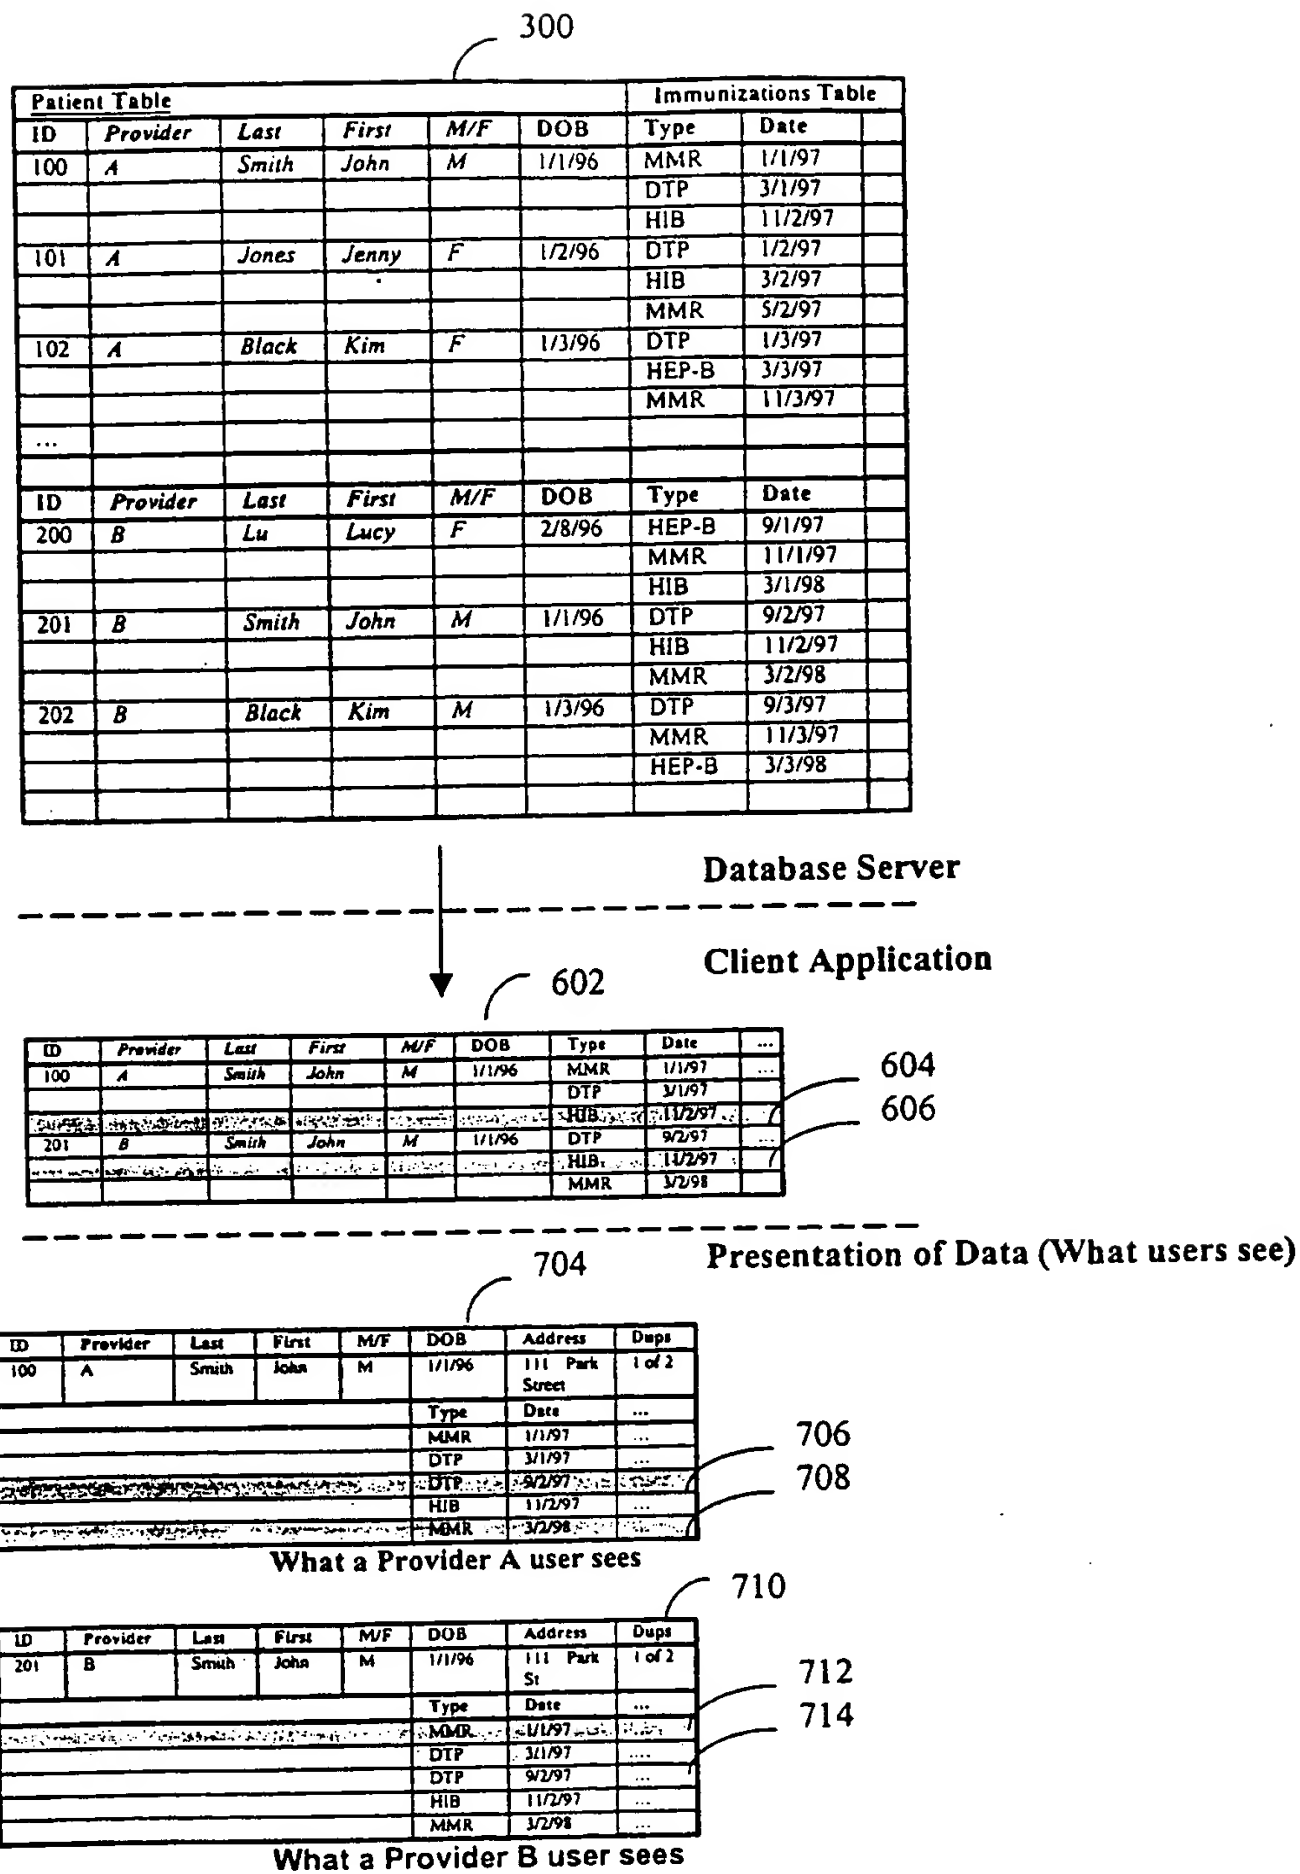 300
Patient Table Immunizations Table
ID Provider Last First M/F DOB Type Date
100 A Smith John M 1/1/96 MMR 1/1/97
DTP 3/1/97
HIB 11/2/97
101 A Jones Jenny F 1/2/96 DTP 1/2/97
HIB 3/2/97
MMR 5/2/97
102 A Black Kim F 1/3/96 DTP 1/3/97
HEP-B 3/3/97
MMR 11/3/97
...
ID Provider Last First M/F DOB Type Date
200 B Lu Lucy F 2/8/96 HEP-B 9/1/97
MMR 11/1/97
HIB 3/1/98
201 B Smith John M 1/1/96 DTP 9/2/97
HIB 11/2/97
MMR 3/2/98
202 B Black Kim M 1/3/96 DTP 9/3/97
MMR 11/3/97
HEP-B 3/3/98
Database Server
Client Application
602
ID Provider Last First M/F DOB Type Date ...
100 A Smith John M 1/1/96 MMR 1/1/97 ...
604
DTP 3/1/97
HIB 11/2/97
606
201 B Smith John M 1/1/96 DTP 9/2/97 ...
HIB 11/2/97
MMR 3/2/98
Presentation of Data (What users see)
704
ID Provider Last First M/F DOB Address Dups
100 A Smith John M 1/1/96 111 Park 1 of 2
Street
Type Date ...
MMR 1/1/97 ...
706
DTP 3/1/97 ...
DTP 9/2/97
708
HIB 11/2/97 ...
MMR 3/2/98
What a Provider A user sees
710
ID Provider Last First M/F DOB Address Dups
201 B Smith John M 1/1/96 111 Park 1 of 2
St
712
Type Date ...
714
MMR 1/1/97
DTP 3/1/97 ....
DTP 9/2/97 ...
HIB 11/2/97 ...
MMR 3/2/98 ...
What a Provider B user sees